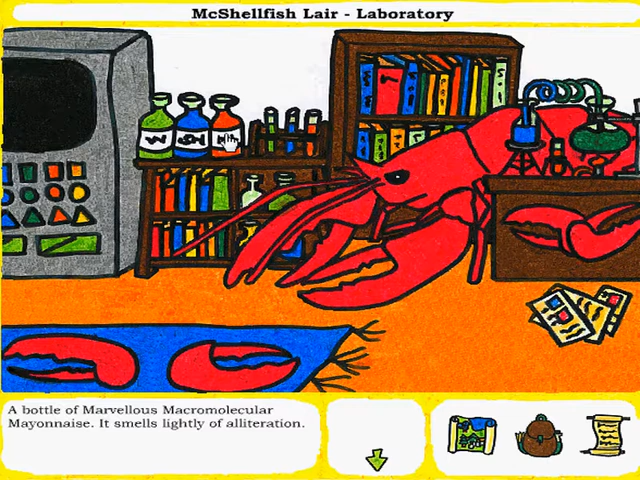 McShellfish Lair - Laboratory
A bottle of Marvellous Macromolecular
Mayonnaise. It smells lightly of alliteration.